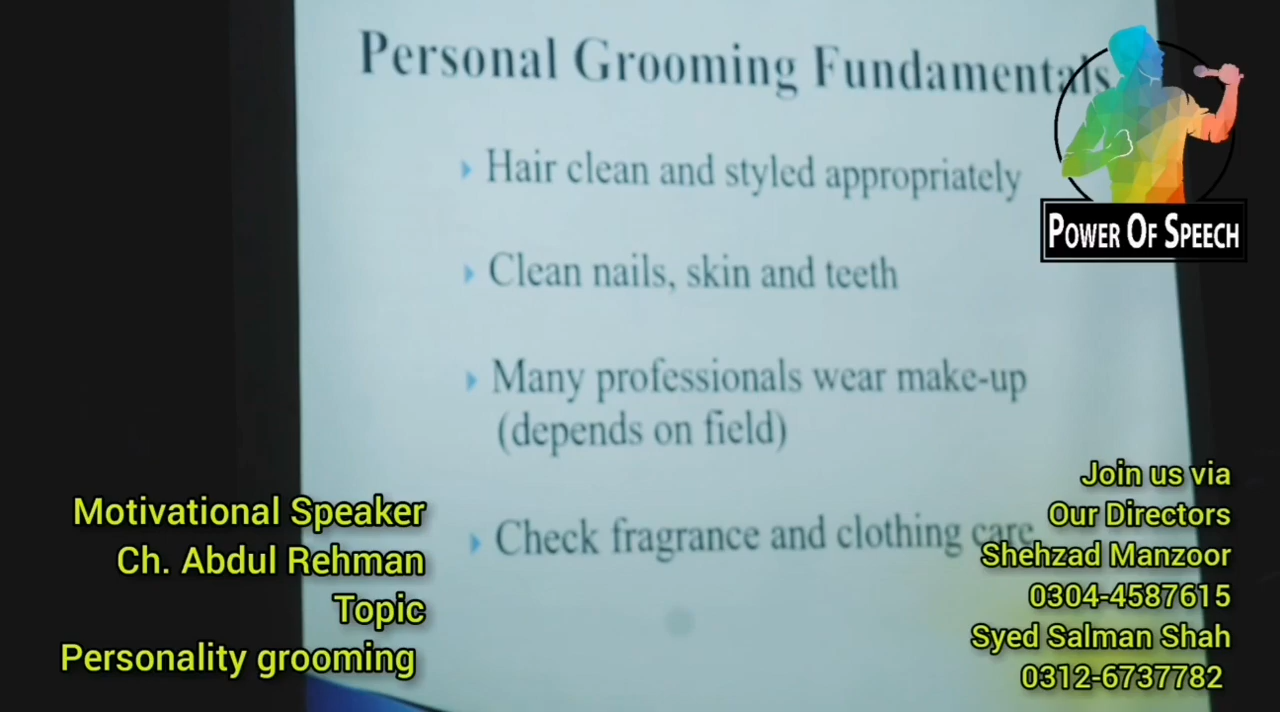 Personal Grooming Fundamentals
Hair clean and styled appropriately
Clean nails, skin and teeth
Many professionals wear make-up
(depends on field)
Check fragrance and clothing care
POWER OF SPEECH
Motivational Speaker
Ch. Abdul Rehman
Topic
Personality grooming
Join us via
Our Directors
Shehzad Manzoor
0304-4587615
Syed Salman Shah
0312-6737782